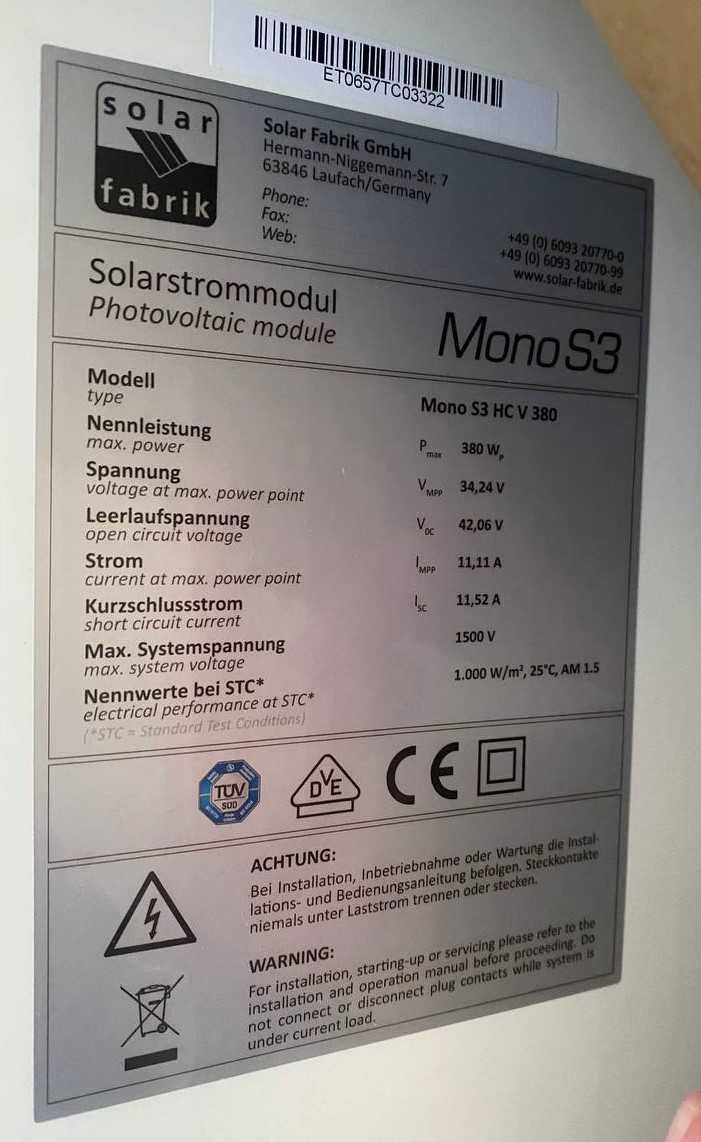 ET0657TC03322
solar
fabrik
Solar Fabrik GmbH
Hermann-Niggemann-Str. 7
63846 Laufach/Germany
Phone: +49 (0) 6093 20770-0
Fax: +49 (0) 6093 20770-99
Web: www.solar-fabrik.de
Solarstrommodul
Photovoltaic module
Mono S3
Modell
type
Mono S3 HC V 380
Nennleistung
max. power
Pmax 380 Wp
Spannung
voltage at max. power point
VMPP 34,24 V
Leerlaufspannung
open circuit voltage
VOC 42,06 V
Strom
current at max. power point
IMPP 11,11 A
Kurzschlussstrom
short circuit current
ISC 11,52 A
Max. Systemspannung
max. system voltage
1500 V
Nennwerte bei STC*
electrical performance at STC*
(*STC = Standard Test Conditions)
1.000 W/m², 25°C, AM 1.5
TÜV
SÜD
DVE
CE
ACHTUNG:
Bei Installation, Inbetriebnahme oder Wartung die Instal-
lations- und Bedienungsanleitung befolgen. Steckkontakte
niemals unter Laststrom trennen oder stecken.
WARNING:
For installation, starting-up or servicing please refer to the
installation and operation manual before proceeding. Do
not connect or disconnect plug contacts while system is
under current load.